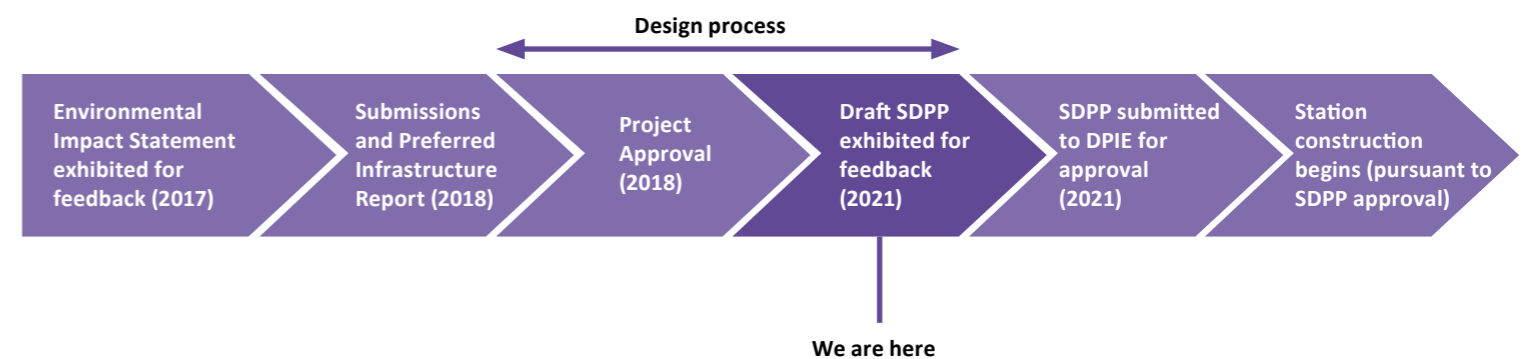 Design process
Environmental
Impact Statement
exhibited for
feedback (2017)
Submissions
and Preferred
Infrastructure
Report (2018)
Project
Approval
(2018)
Draft SDPP
exhibited for
feedback
(2021)
SDPP submitted
to DPIE for
approval
(2021)
Station
construction
begins (pursuant to
SDPP approval)
We are here